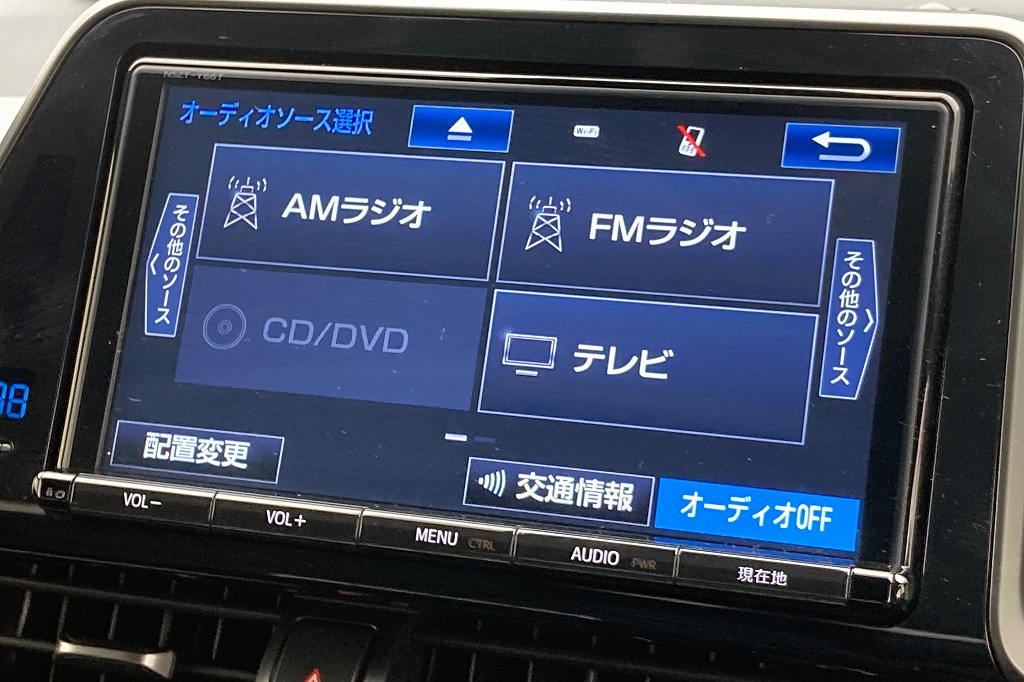 NSZT-Y66T
オーディオソース選択
Wi-Fi
AMラジオ
FMラジオ
その他のソース
その他のソース
CD/DVD
テレビ
配置変更
交通情報
オーディオOFF
VOL−
VOL+
MENU CTRL
AUDIO PWR
現在地